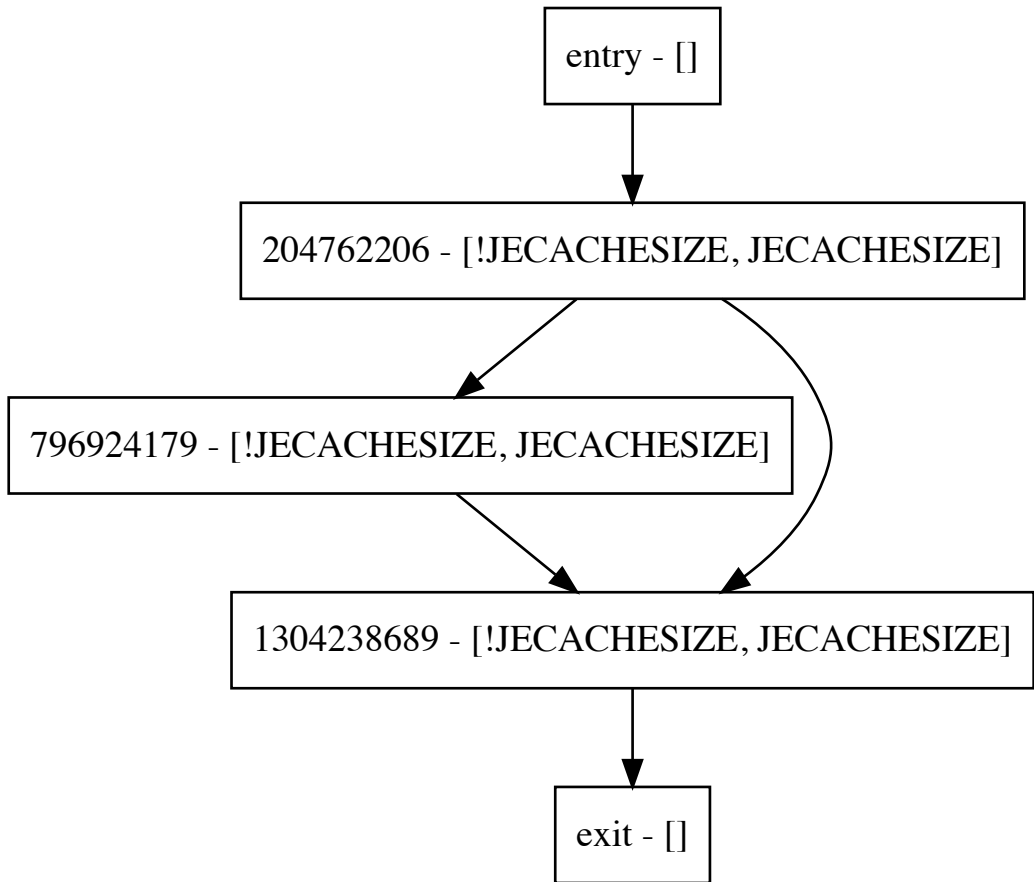 entry - []
204762206 - [!JECACHESIZE, JECACHESIZE]
796924179 - [!JECACHESIZE, JECACHESIZE]
1304238689 - [!JECACHESIZE, JECACHESIZE]
exit - []